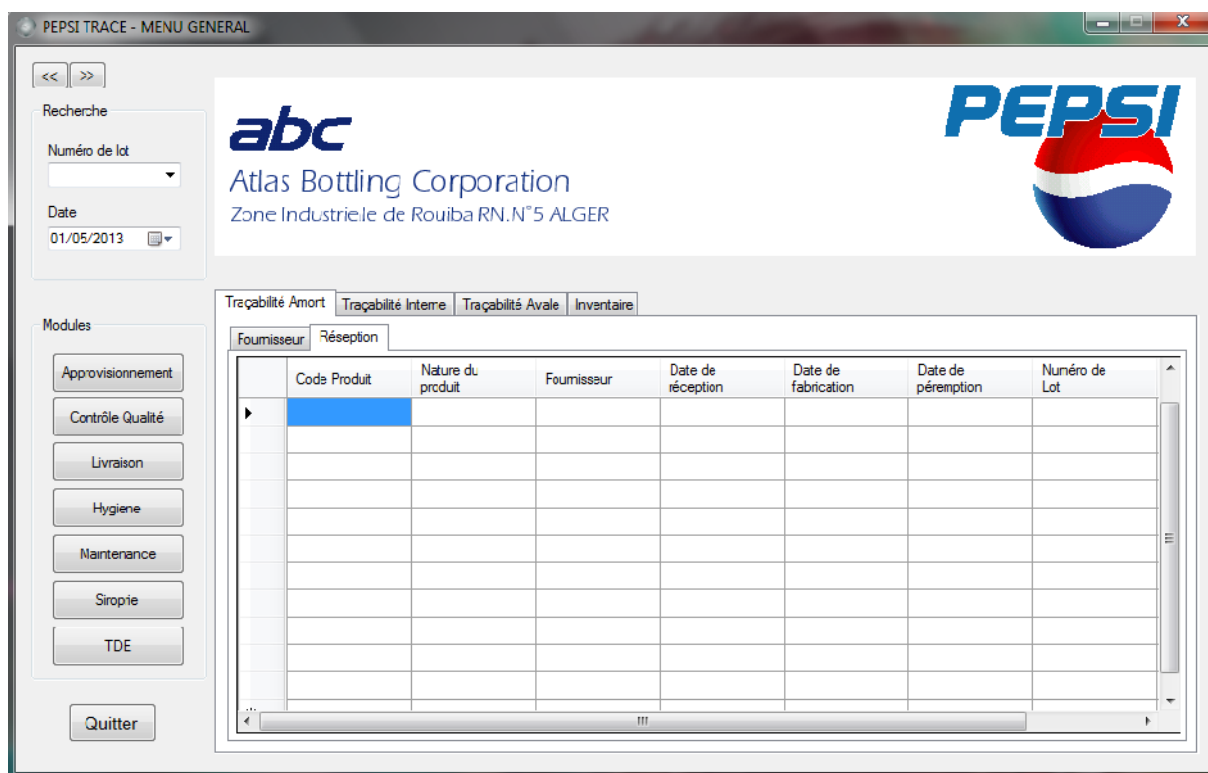 PEPSI TRACE - MENU GENERAL
<< >>
Recherche
Numéro de lot
Date
01/05/2013
abc
Atlas Bottling Corporation
Zone Industrielle de Rouiba RN.N°5 ALGER
PEPSI
Traçabilité Amort Traçabilité Interne Traçabilité Avale Inventaire
Fournisseur Réseption
Code Produit Nature du produit Fournisseur Date de réception Date de fabrication Date de péremption Numéro de Lot
Modules
Approvisionnement
Contrôle Qualité
Livraison
Hygiene
Maintenance
Siroprie
TDE
Quitter